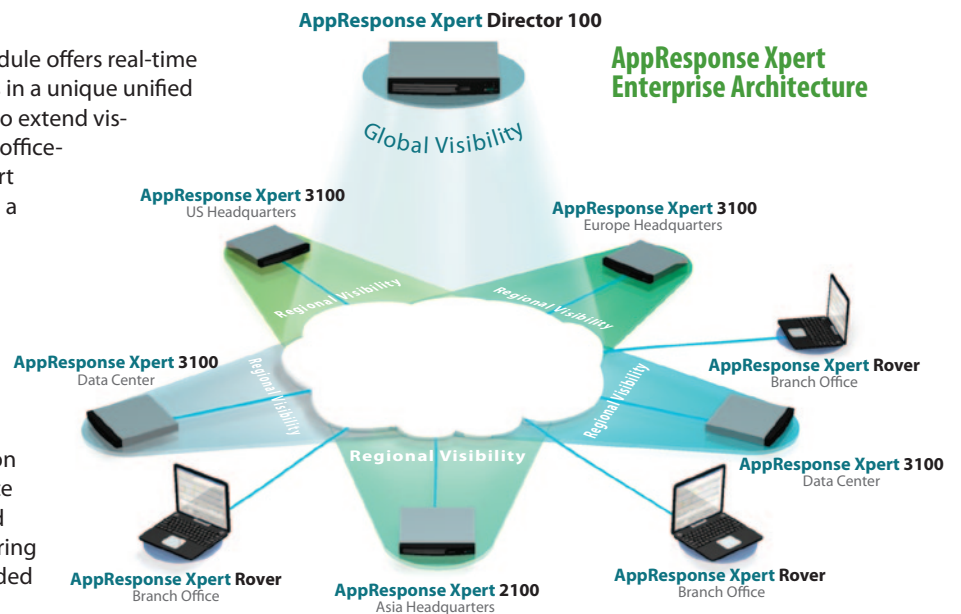 AppResponse Xpert Director 100
AppResponse Xpert
Enterprise Architecture
dule offers real-time
in a unique unified
o extend vis-
office-
rt
a
Global Visibility
AppResponse Xpert 3100
US Headquarters
AppResponse Xpert 3100
Europe Headquarters
Regional Visibility
Regional Visibility
AppResponse Xpert 3100
Data Center
Regional Visibility
AppResponse Xpert Rover
Branch Office
Regional Visibility
Regional Visibility
AppResponse Xpert 3100
Data Center
on
d
ring
ded
AppResponse Xpert Rover
Branch Office
AppResponse Xpert 2100
Asia Headquarters
AppResponse Xpert Rover
Branch Office